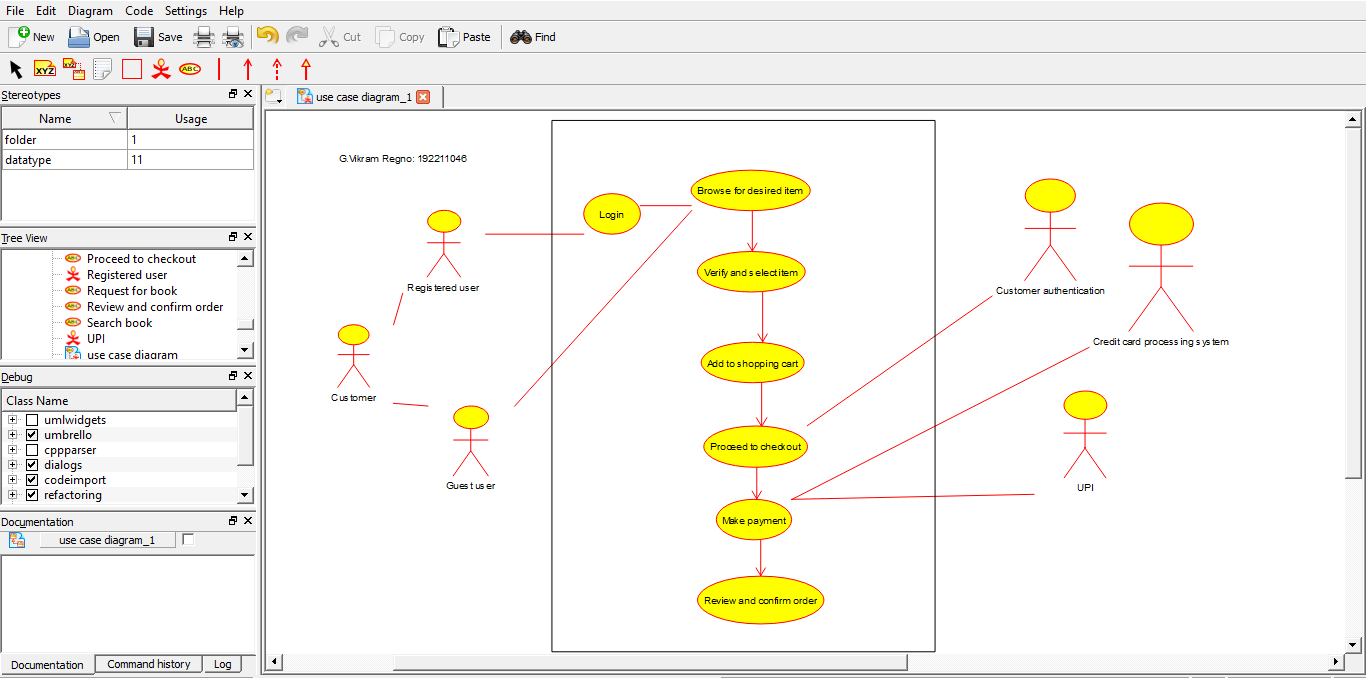 File Edit Diagram Code Settings Help
New Open Save Cut Copy Paste Find
XYZ XYZ ABC
Stereotypes
Name Usage
folder 1
datatype 11
Tree View
Proceed to checkout
Registered user
Request for book
Review and confirm order
Search book
UPI
use case diagram
Debug
Class Name
umlwidgets
umbrello
cppparser
dialogs
codeimport
refactoring
Documentation
use case diagram_1
Documentation Command history Log
use case diagram_1
G.Vikram Regno: 192211046
Registered user
Customer
Guest user
Login
Browse for desired item
Verify and select item
Add to shopping cart
Proceed to checkout
Make payment
Review and confirm order
Customer authentication
Credit card processing system
UPI